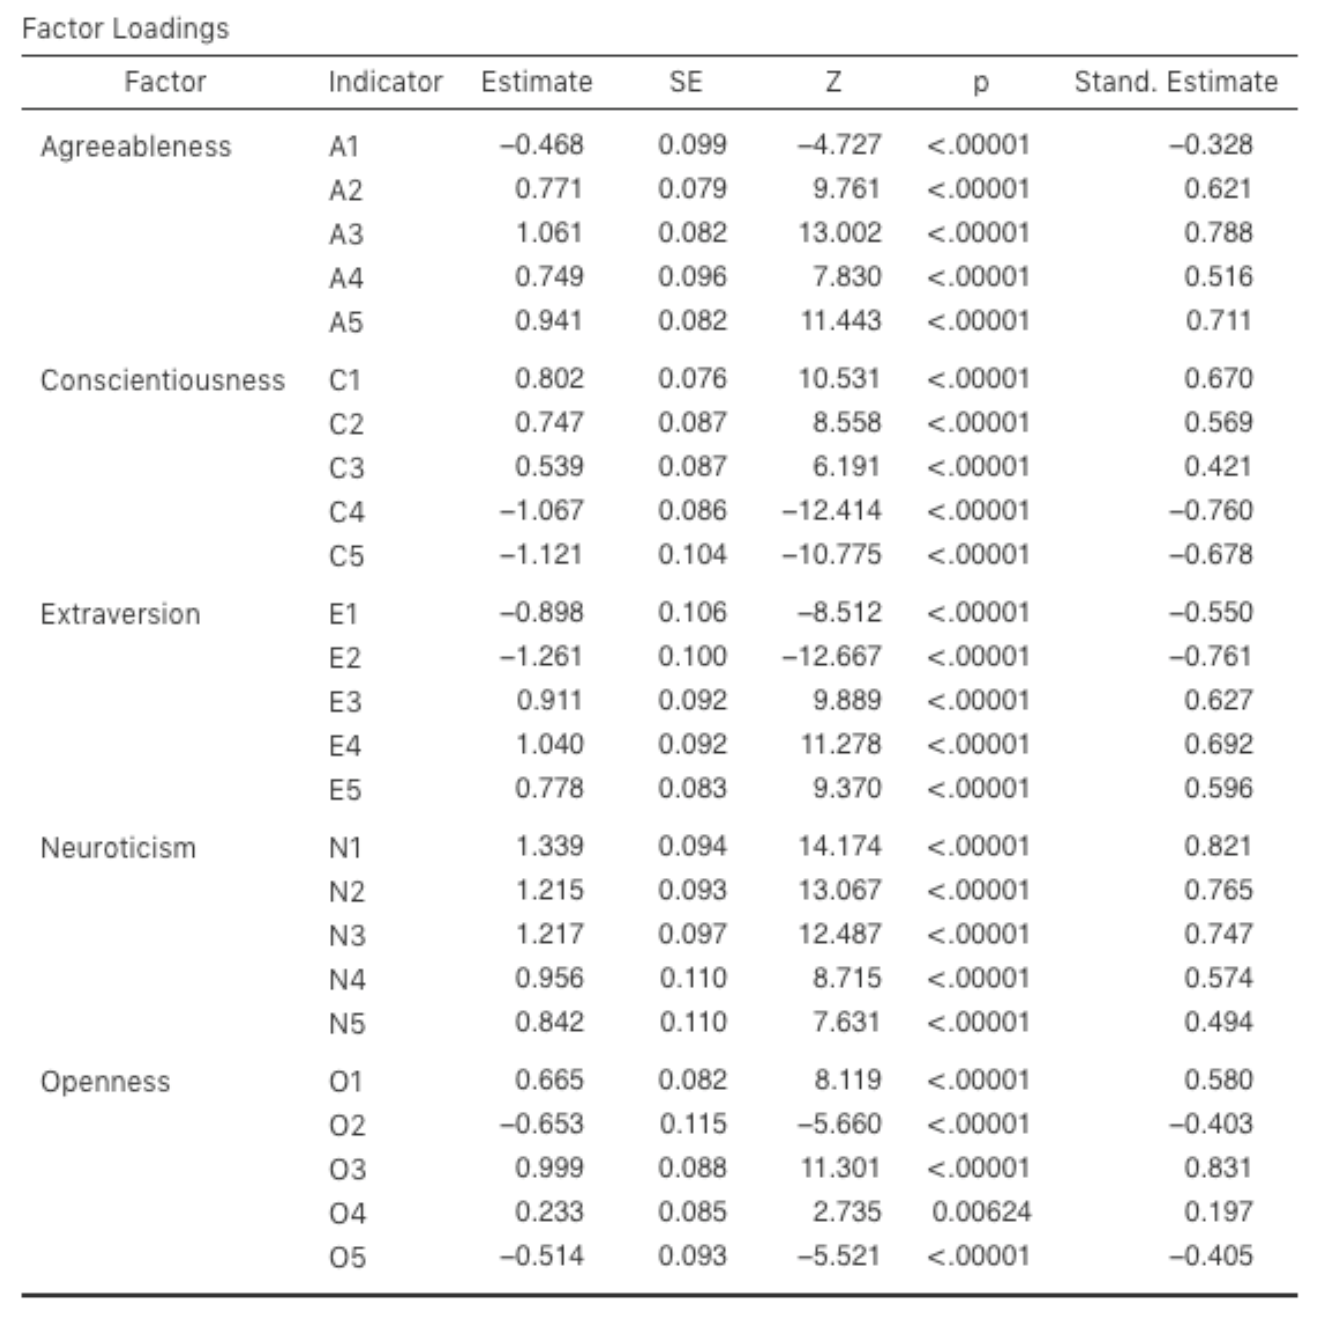 Factor Loadings
Factor Indicator Estimate SE Z p Stand. Estimate
Agreeableness A1 –0.468 0.099 –4.727 <.00001 –0.328
A2 0.771 0.079 9.761 <.00001 0.621
A3 1.061 0.082 13.002 <.00001 0.788
A4 0.749 0.096 7.830 <.00001 0.516
A5 0.941 0.082 11.443 <.00001 0.711
Conscientiousness C1 0.802 0.076 10.531 <.00001 0.670
C2 0.747 0.087 8.558 <.00001 0.569
C3 0.539 0.087 6.191 <.00001 0.421
C4 –1.067 0.086 –12.414 <.00001 –0.760
C5 –1.121 0.104 –10.775 <.00001 –0.678
Extraversion E1 –0.898 0.106 –8.512 <.00001 –0.550
E2 –1.261 0.100 –12.667 <.00001 –0.761
E3 0.911 0.092 9.889 <.00001 0.627
E4 1.040 0.092 11.278 <.00001 0.692
E5 0.778 0.083 9.370 <.00001 0.596
Neuroticism N1 1.339 0.094 14.174 <.00001 0.821
N2 1.215 0.093 13.067 <.00001 0.765
N3 1.217 0.097 12.487 <.00001 0.747
N4 0.956 0.110 8.715 <.00001 0.574
N5 0.842 0.110 7.631 <.00001 0.494
Openness O1 0.665 0.082 8.119 <.00001 0.580
O2 –0.653 0.115 –5.660 <.00001 –0.403
O3 0.999 0.088 11.301 <.00001 0.831
O4 0.233 0.085 2.735 0.00624 0.197
O5 –0.514 0.093 –5.521 <.00001 –0.405